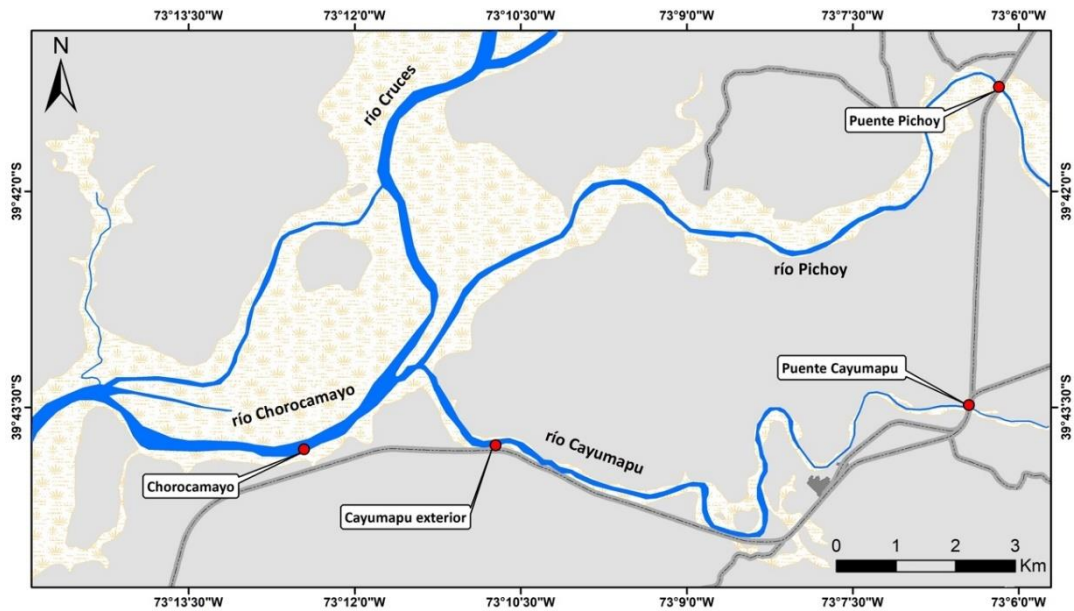 73°13'30"W 73°12'0"W 73°10'30"W 73°9'0"W 73°7'30"W 73°6'0"W
N
río Cruces
Puente Pichoy
39°42'0"S 39°42'0"S
río Pichoy
Puente Cayumapu
39°43'30"S 39°43'30"S
río Chorocamayo
río Cayumapu
Chorocamayo
Cayumapu exterior
0 1 2 3
Km
73°13'30"W 73°12'0"W 73°10'30"W 73°9'0"W 73°7'30"W 73°6'0"W